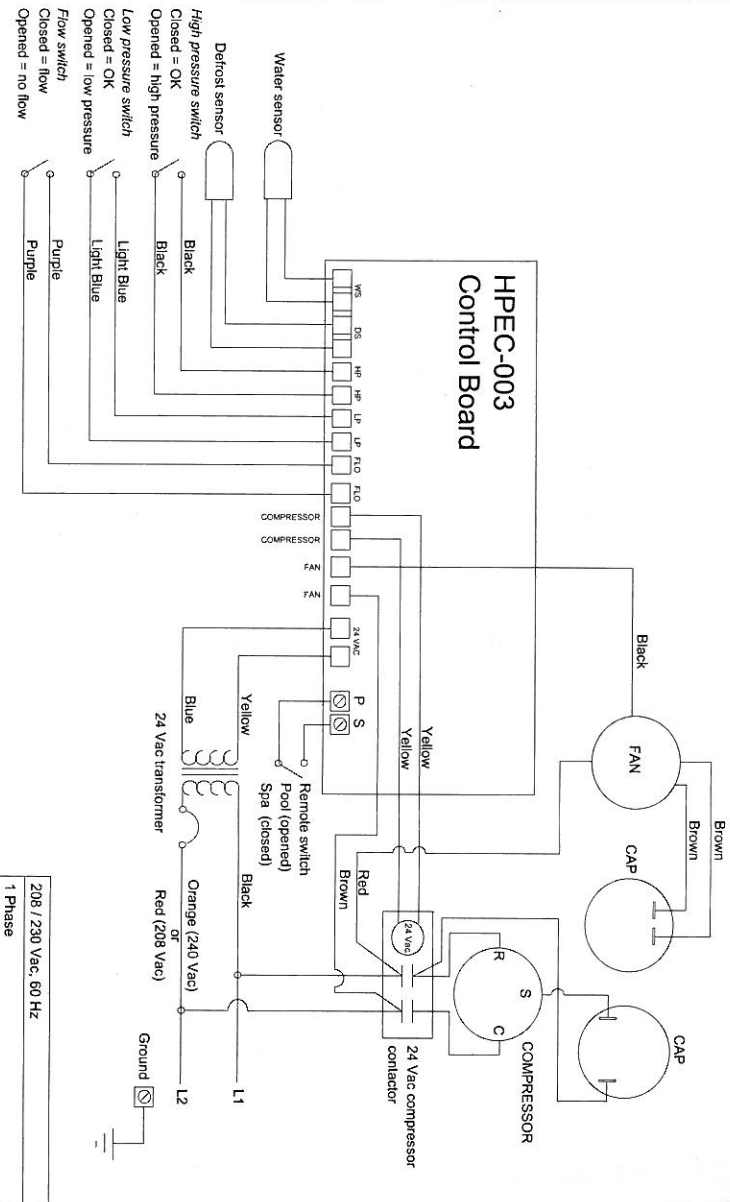 HPEC-003
Control Board
Water sensor
Defrost sensor
High pressure switch
Closed = OK
Opened = high pressure
Low pressure switch
Closed = OK
Opened = low pressure
Flow switch
Closed = flow
Opened = no flow
Black
Black
Light Blue
Light Blue
Purple
Purple
WS
DS
HP
HP
LP
LP
FLO
FLO
COMPRESSOR
COMPRESSOR
FAN
FAN
24 VAC
P
S
Remote switch
Pool (opened)
Spa (closed)
Yellow
Blue
24 Vac transformer
Yellow
Yellow
Black
FAN
Brown
Brown
CAP
Red
Brown
24 Vac
24 Vac compressor
contactor
R
S
C
COMPRESSOR
CAP
Black
Orange (240 Vac)
or
Red (208 Vac)
L1
L2
Ground
208 / 230 Vac, 60 Hz
1 Phase